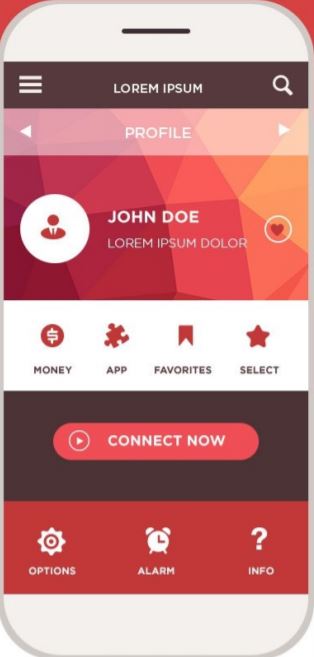 LOREM IPSUM
PROFILE
JOHN DOE
LOREM IPSUM DOLOR
MONEY APP FAVORITES SELECT
CONNECT NOW
OPTIONS ALARM INFO